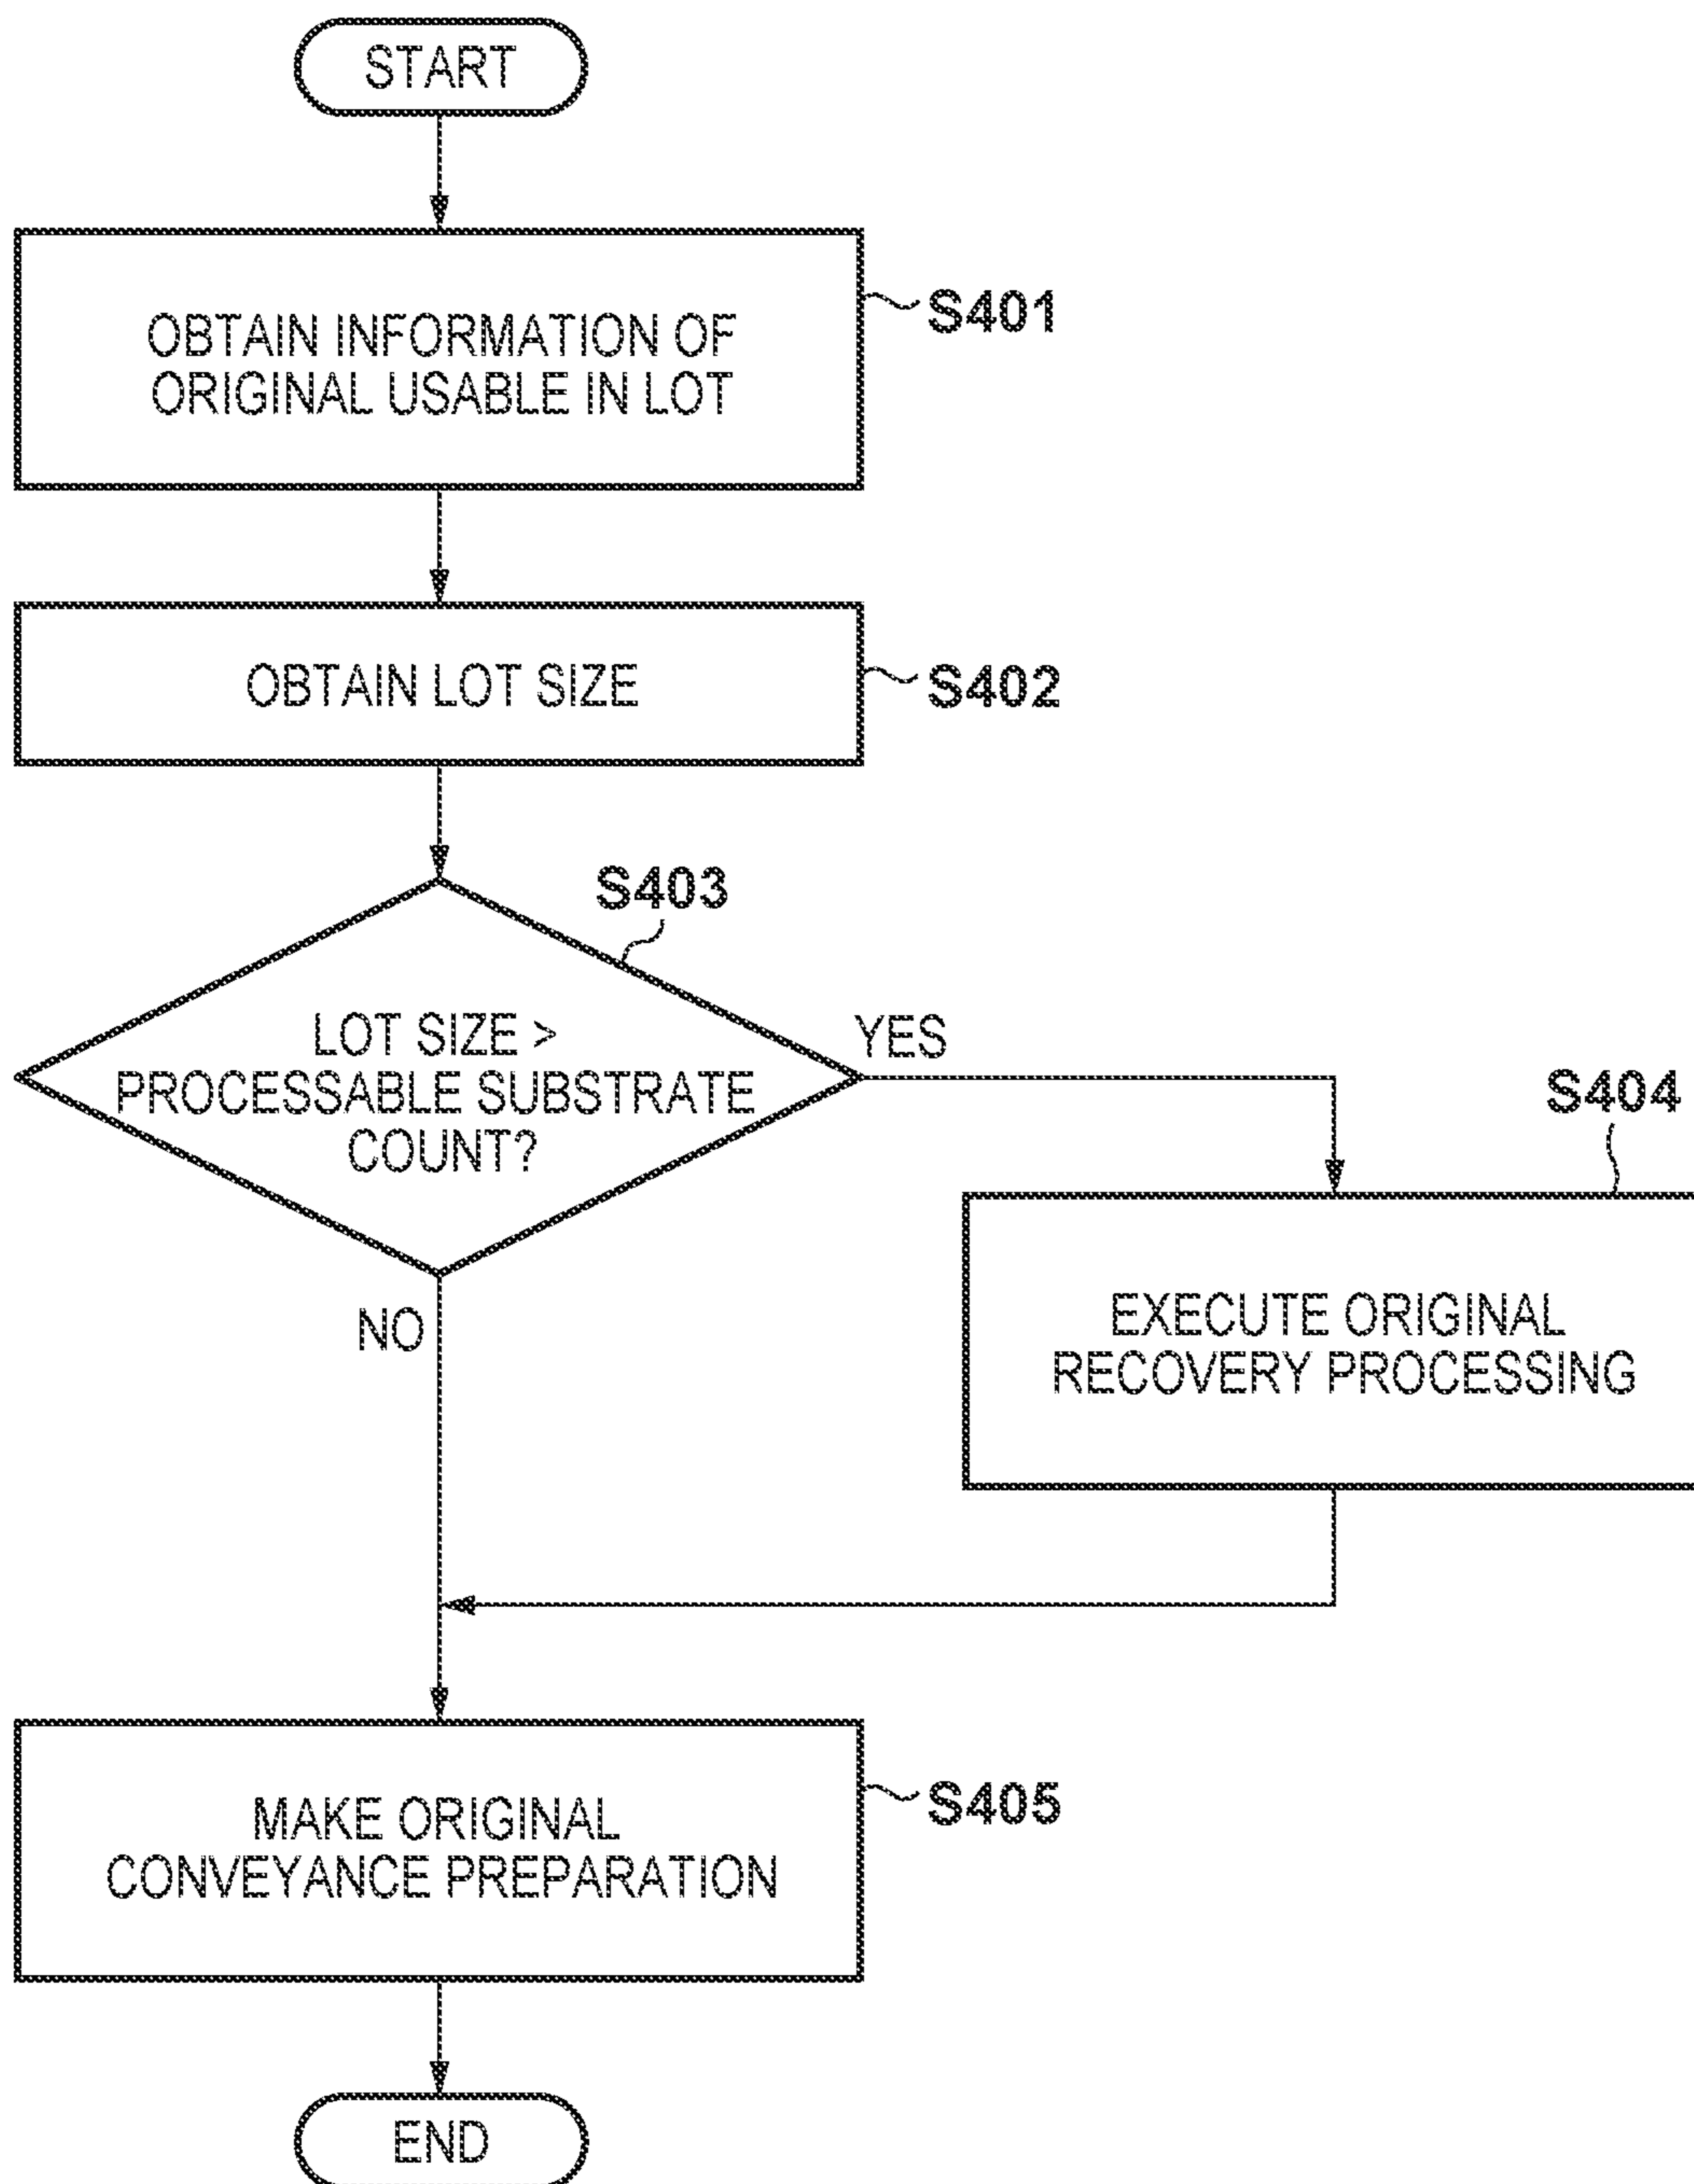 START
OBTAIN INFORMATION OF
ORIGINAL USABLE IN LOT
S401
OBTAIN LOT SIZE
S402
S403
LOT SIZE >
PROCESSABLE SUBSTRATE
COUNT?
YES
NO
S404
EXECUTE ORIGINAL
RECOVERY PROCESSING
MAKE ORIGINAL
CONVEYANCE PREPARATION
S405
END